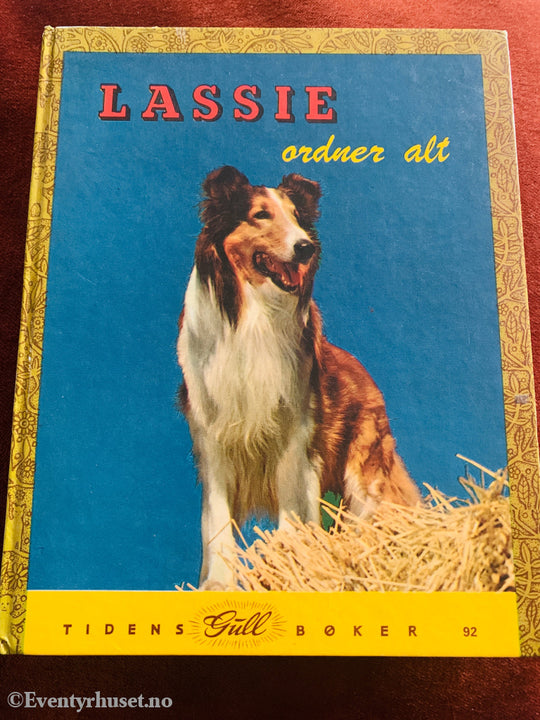 LASSIE
ordner alt
TIDENS Gull BØKER 92
©Eventyrhuset.no